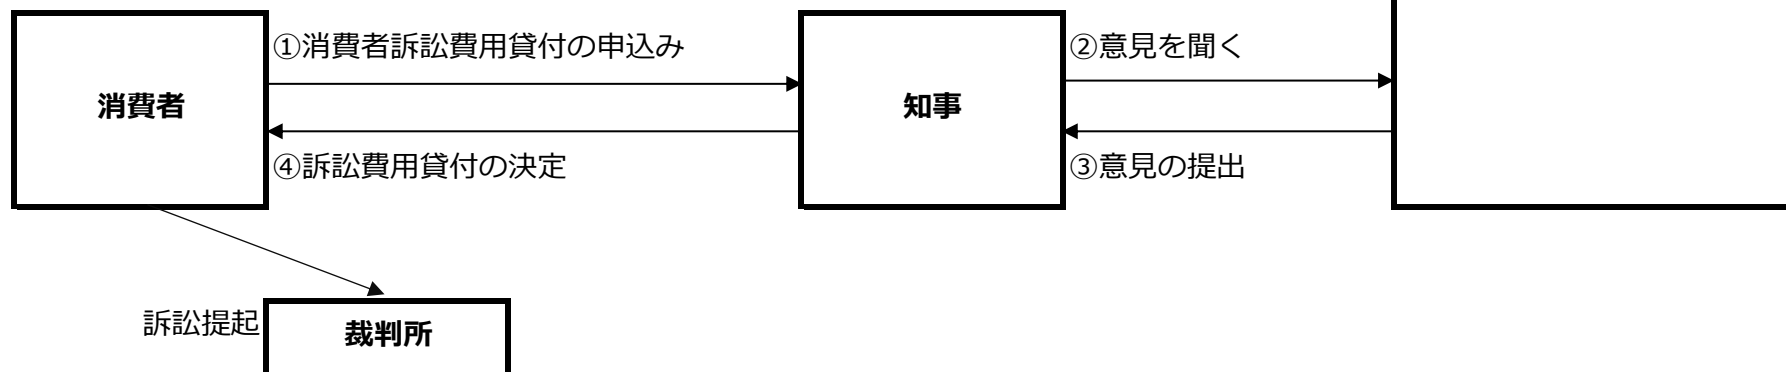 ①消費者訴訟費用貸付の申込み
②意見を聞く
消費者
知事
④訴訟費用貸付の決定
③意見の提出
訴訟提起
裁判所